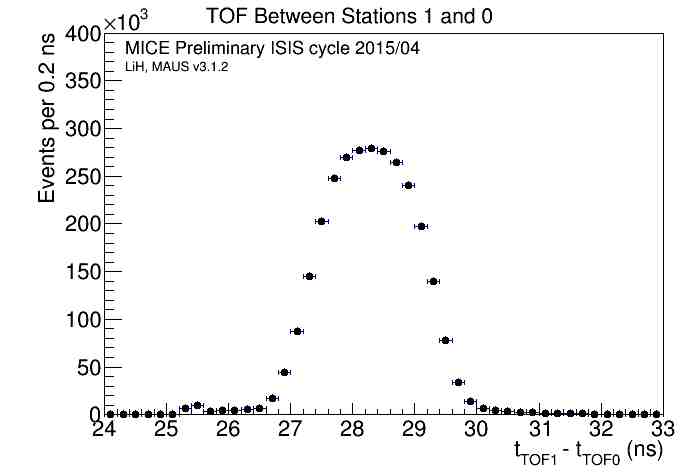 TOF Between Stations 1 and 0
×10³
MICE Preliminary ISIS cycle 2015/04
LiH, MAUS v3.1.2
Events per 0.2 ns
400
350
300
250
200
150
100
50
0
24 25 26 27 28 29 30 31 32 33
t_TOF1 - t_TOF0 (ns)